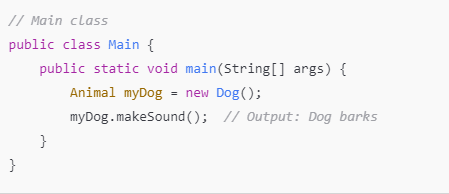 // Main class
public class Main {
    public static void main(String[] args) {
        Animal myDog = new Dog();
        myDog.makeSound();  // Output: Dog barks
    }
}